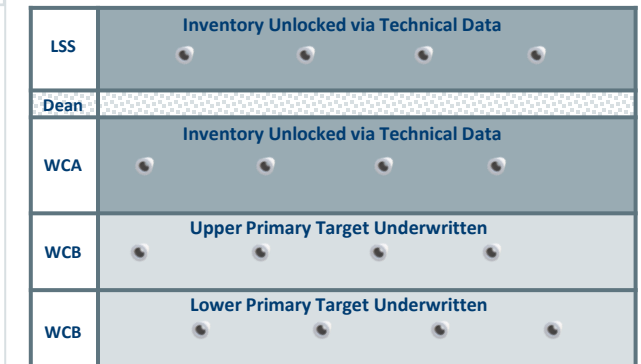 Inventory Unlocked via Technical Data
LSS
Dean
Inventory Unlocked via Technical Data
WCA
Upper Primary Target Underwritten
WCB
Lower Primary Target Underwritten
WCB